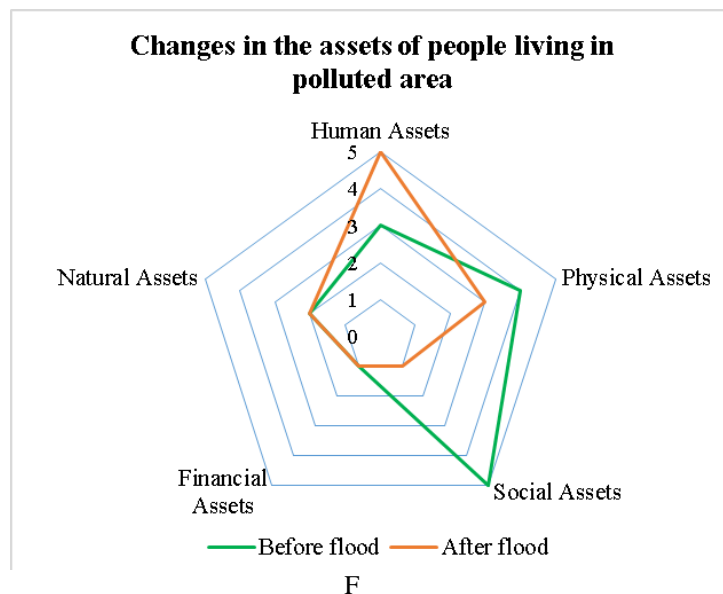 Changes in the assets of people living in
polluted area
Human Assets
5
4
3
2
1
0
Natural Assets
Physical Assets
Financial
Assets
Social Assets
Before flood
After flood
F